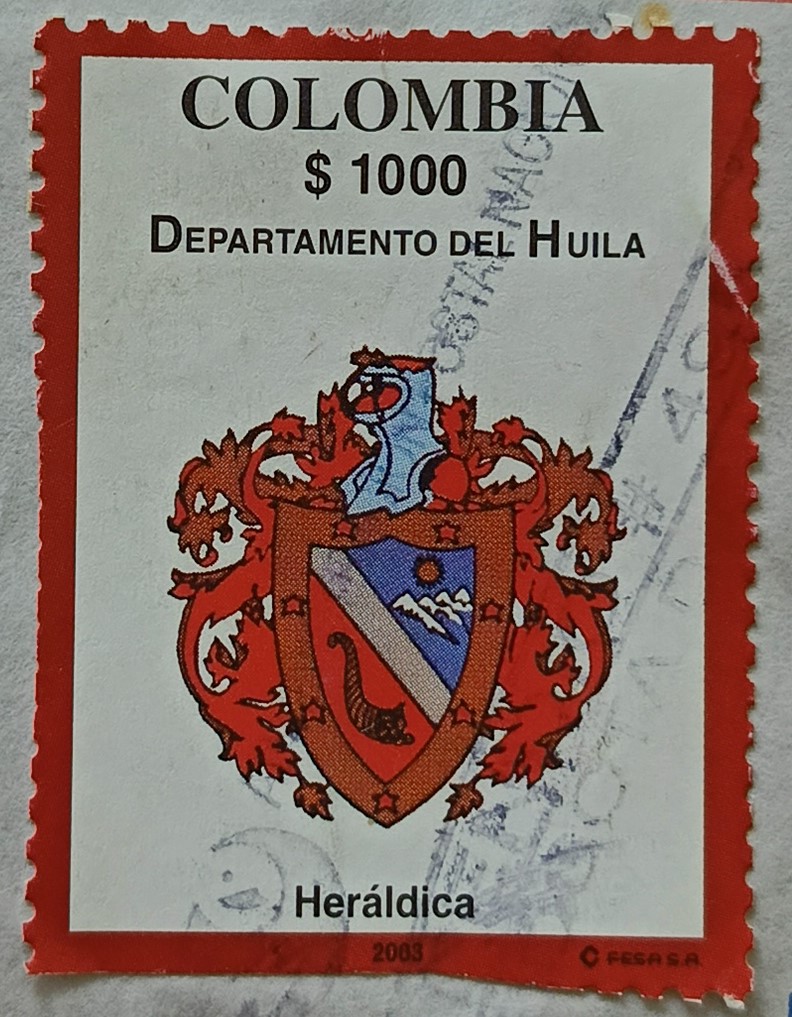 COLOMBIA
$ 1000
DEPARTAMENTO DEL HUILA
Heráldica
2003
FESA S.A.